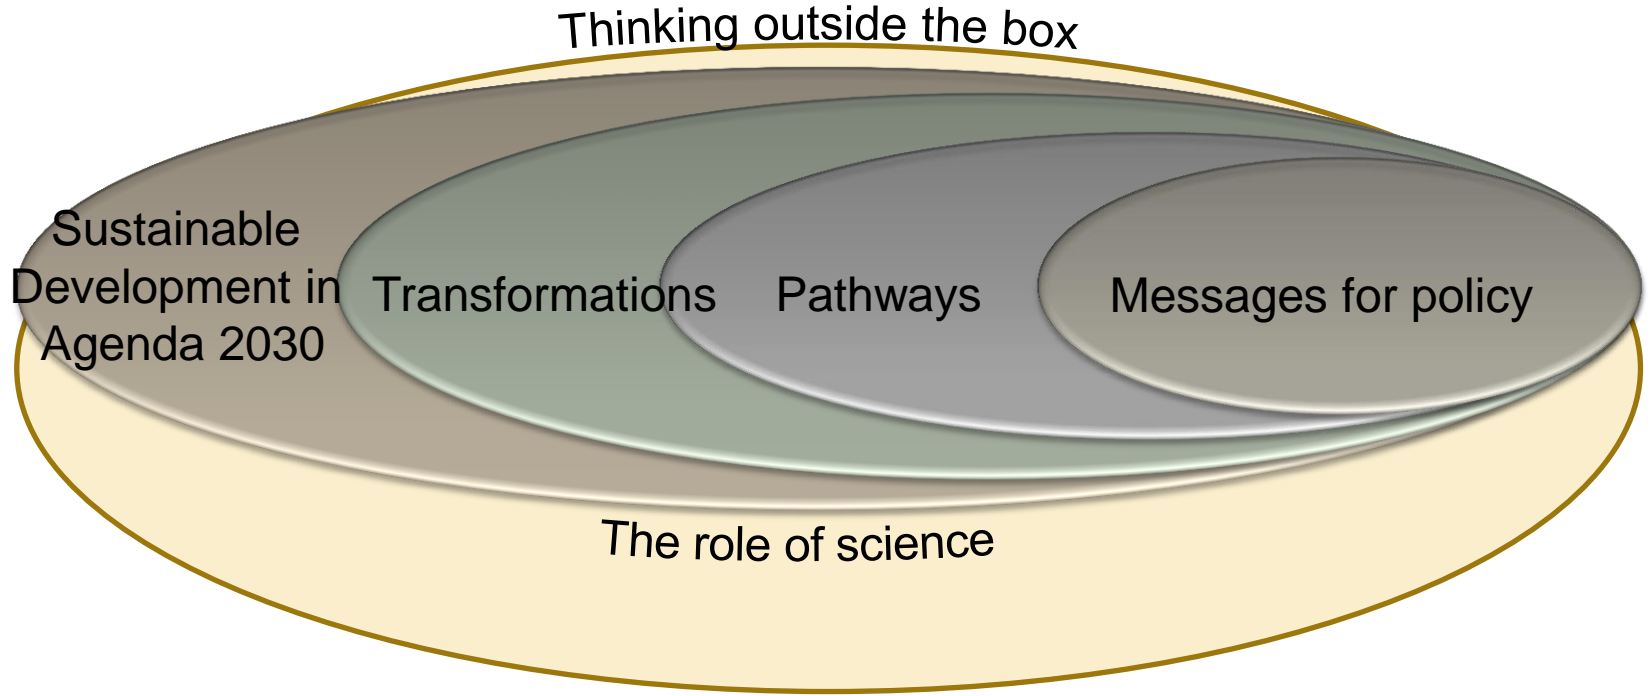 Thinking outside the box
Sustainable
Development in
Agenda 2030
Transformations
Pathways
Messages for policy
The role of science